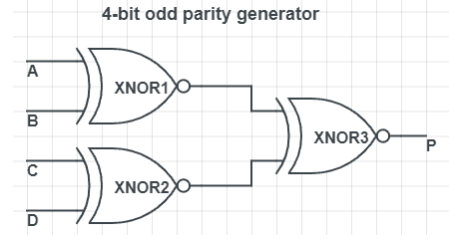 4-bit odd parity generator
A
XNOR1
B
XNOR3
P
C
XNOR2
D